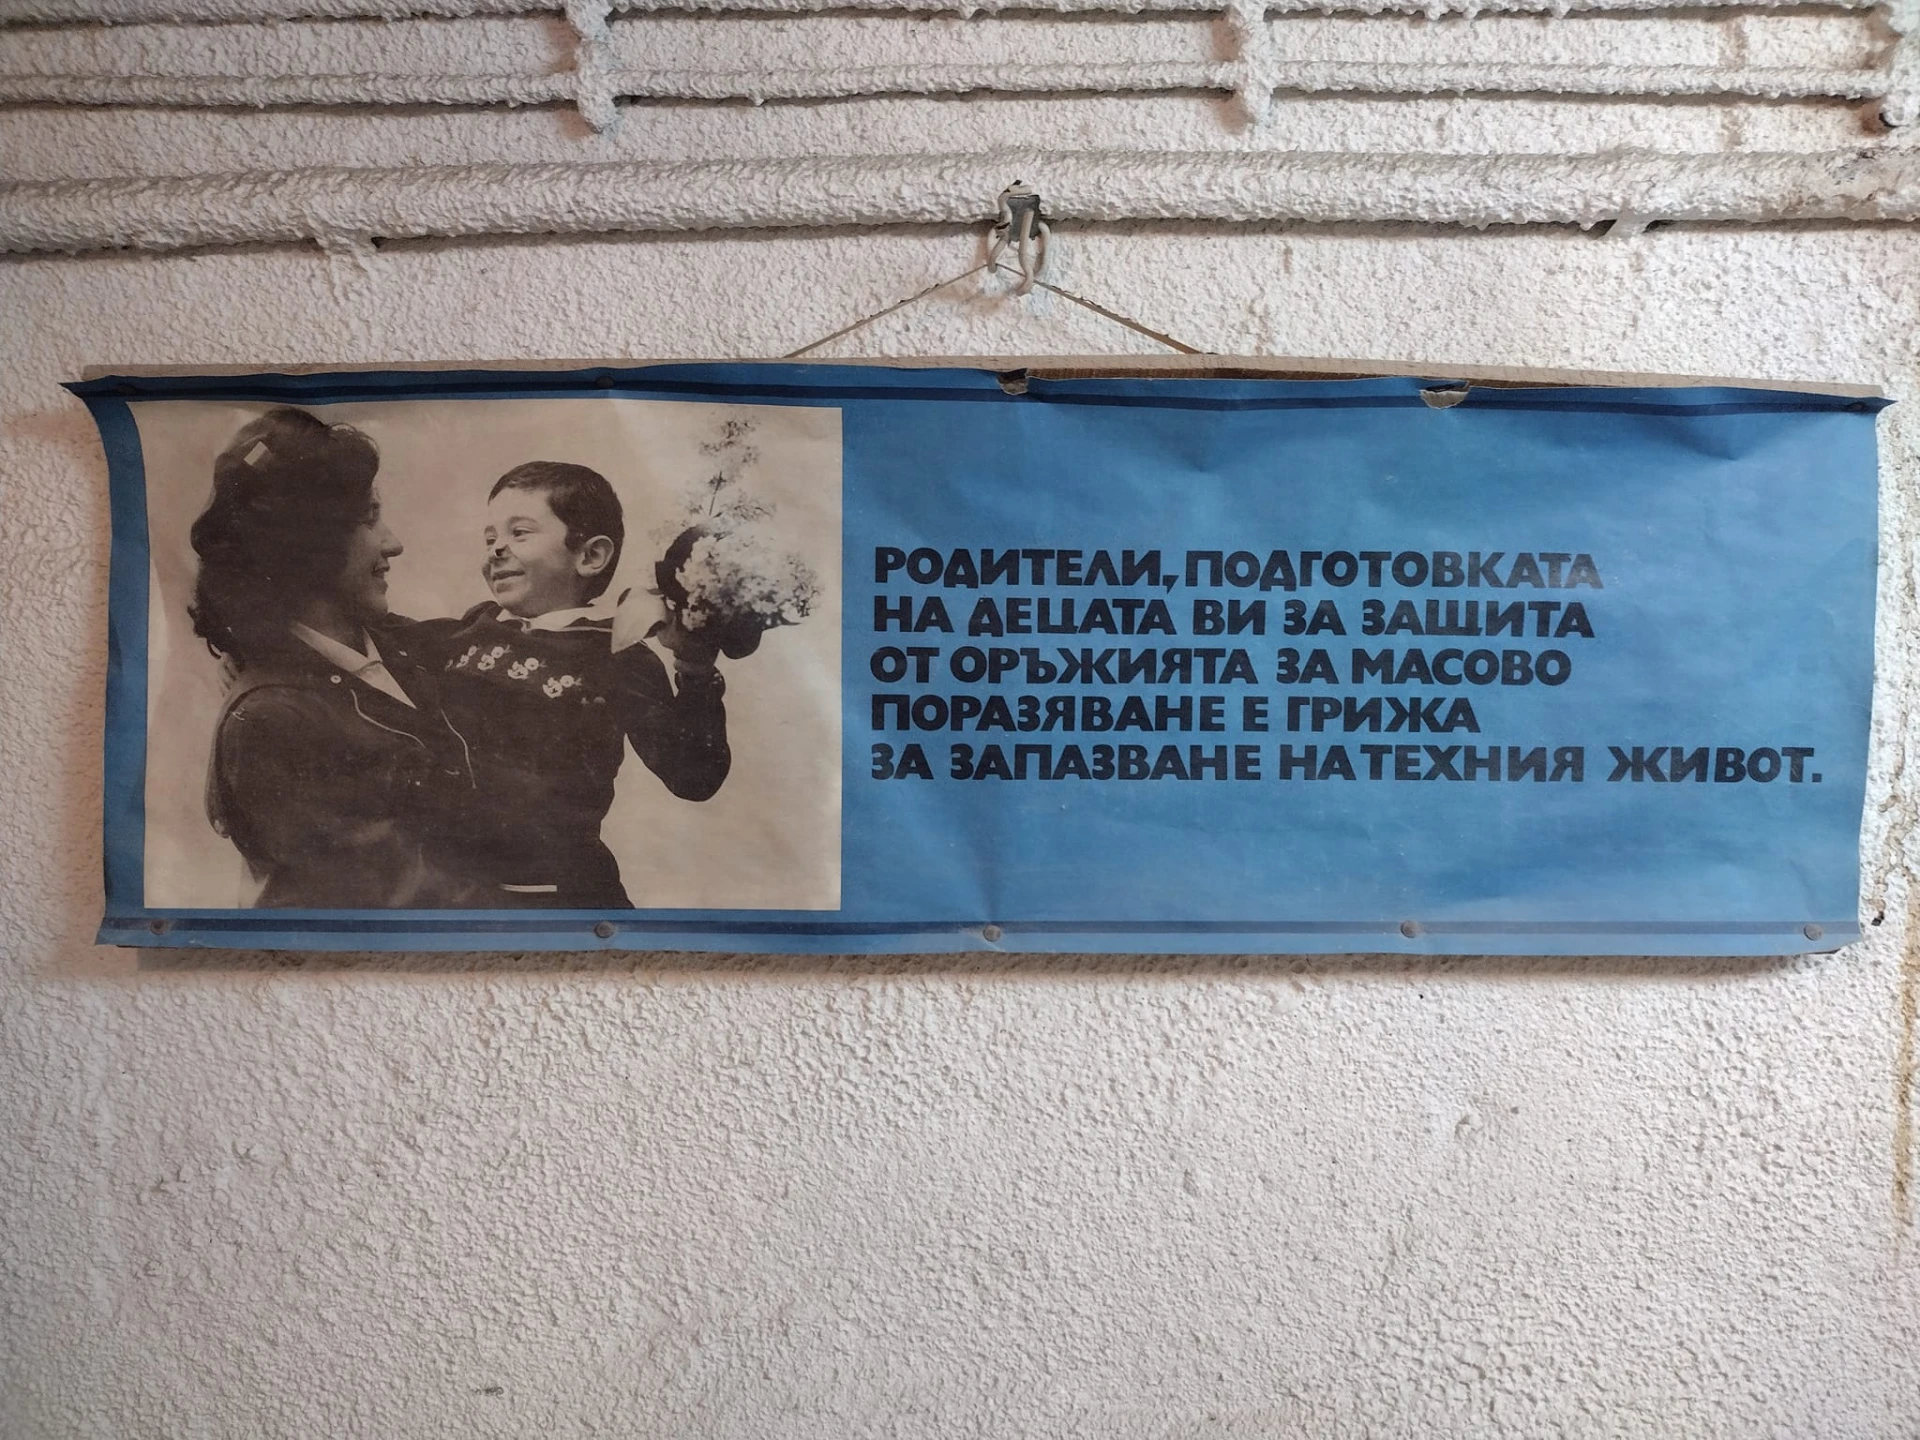 РОДИТЕЛИ, ПОДГОТОВКАТА
НА ДЕЦАТА ВИ ЗА ЗАЩИТА
ОТ ОРЪЖИЯТА ЗА МАСОВО
ПОРАЗЯВАНЕ Е ГРИЖА
ЗА ЗАПАЗВАНЕ НА ТЕХНИЯ ЖИВОТ.